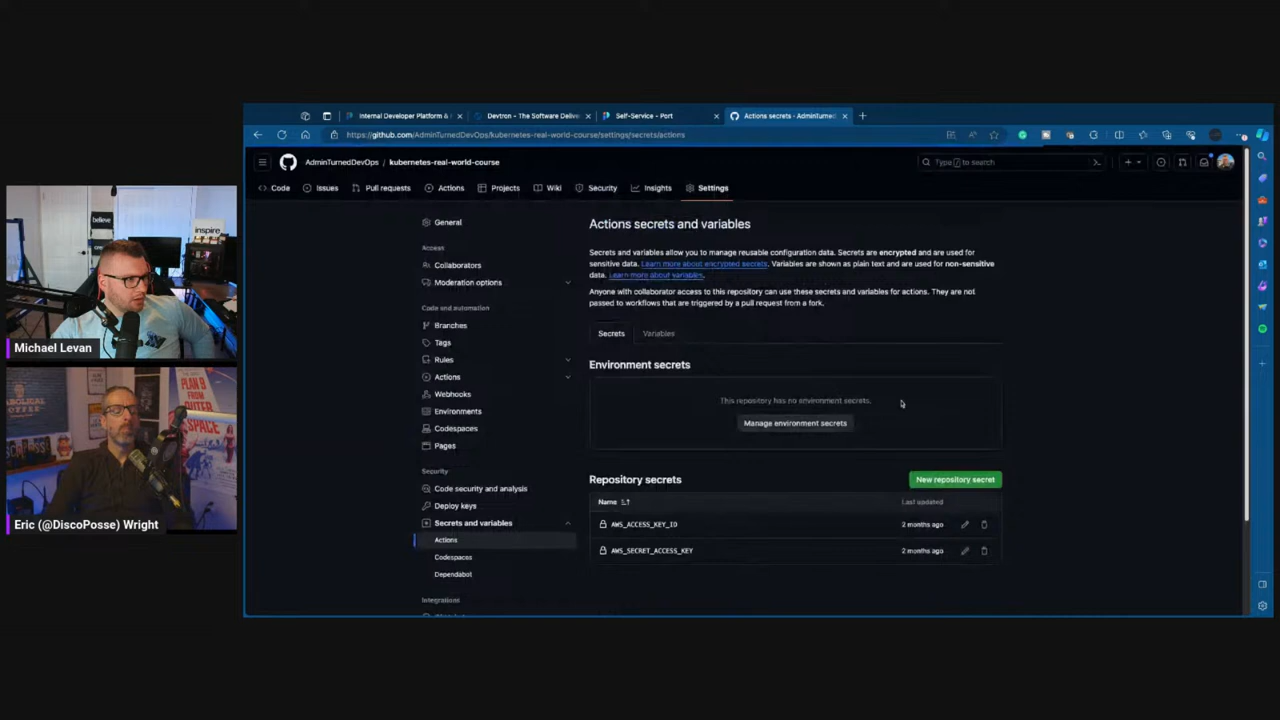 Internal Developer Platform &
Devtron - The Software Delive
Self-Service - Port
Actions secrets - AdminTurned
https://github.com/AdminTurnedDevOps/kubernetes-real-world-course/settings/secrets/actions
AdminTurnedDevOps / kubernetes-real-world-course
Type / to search
Code
Issues
Pull requests
Actions
Projects
Wiki
Security
Insights
Settings
General
Access
Collaborators
Moderation options
Code and automation
Branches
Tags
Rules
Actions
Webhooks
Environments
Codespaces
Pages
Security
Code security and analysis
Deploy keys
Secrets and variables
Actions
Codespaces
Dependabot
Integrations
Actions secrets and variables
Secrets and variables allow you to manage reusable configuration data. Secrets are encrypted and are used for
sensitive data. Learn more about encrypted secrets. Variables are shown as plain text and are used for non-sensitive
data. Learn more about variables.
Anyone with collaborator access to this repository can use these secrets and variables for actions. They are not
passed to workflows that are triggered by a pull request from a fork.
Secrets
Variables
Environment secrets
This repository has no environment secrets.
Manage environment secrets
Repository secrets
New repository secret
Name
Last updated
AWS_ACCESS_KEY_ID
2 months ago
AWS_SECRET_ACCESS_KEY
2 months ago
believe
inspire
Michael Levan
PLAN 9
FROM
OUTER
SPACE
Eric (@DiscoPosse) Wright